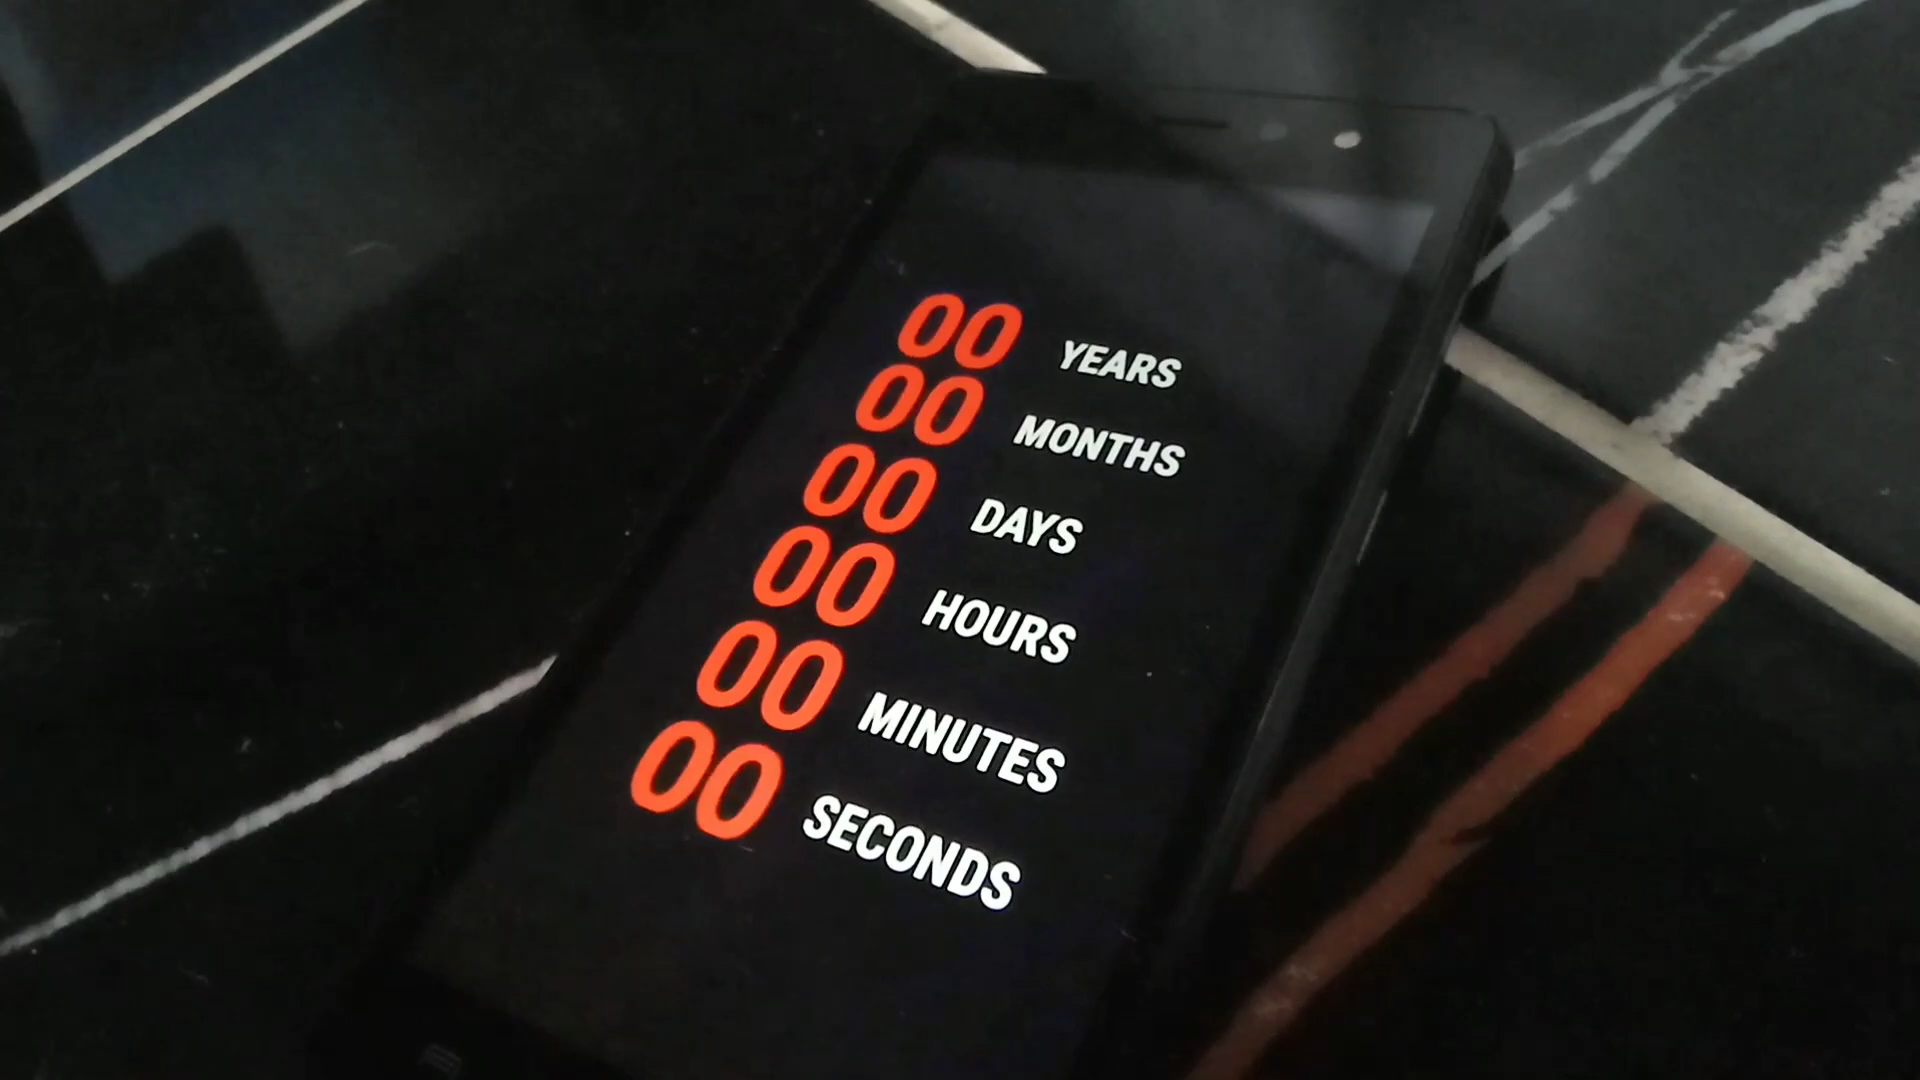 00 YEARS
00 MONTHS
00 DAYS
00 HOURS
00 MINUTES
00 SECONDS